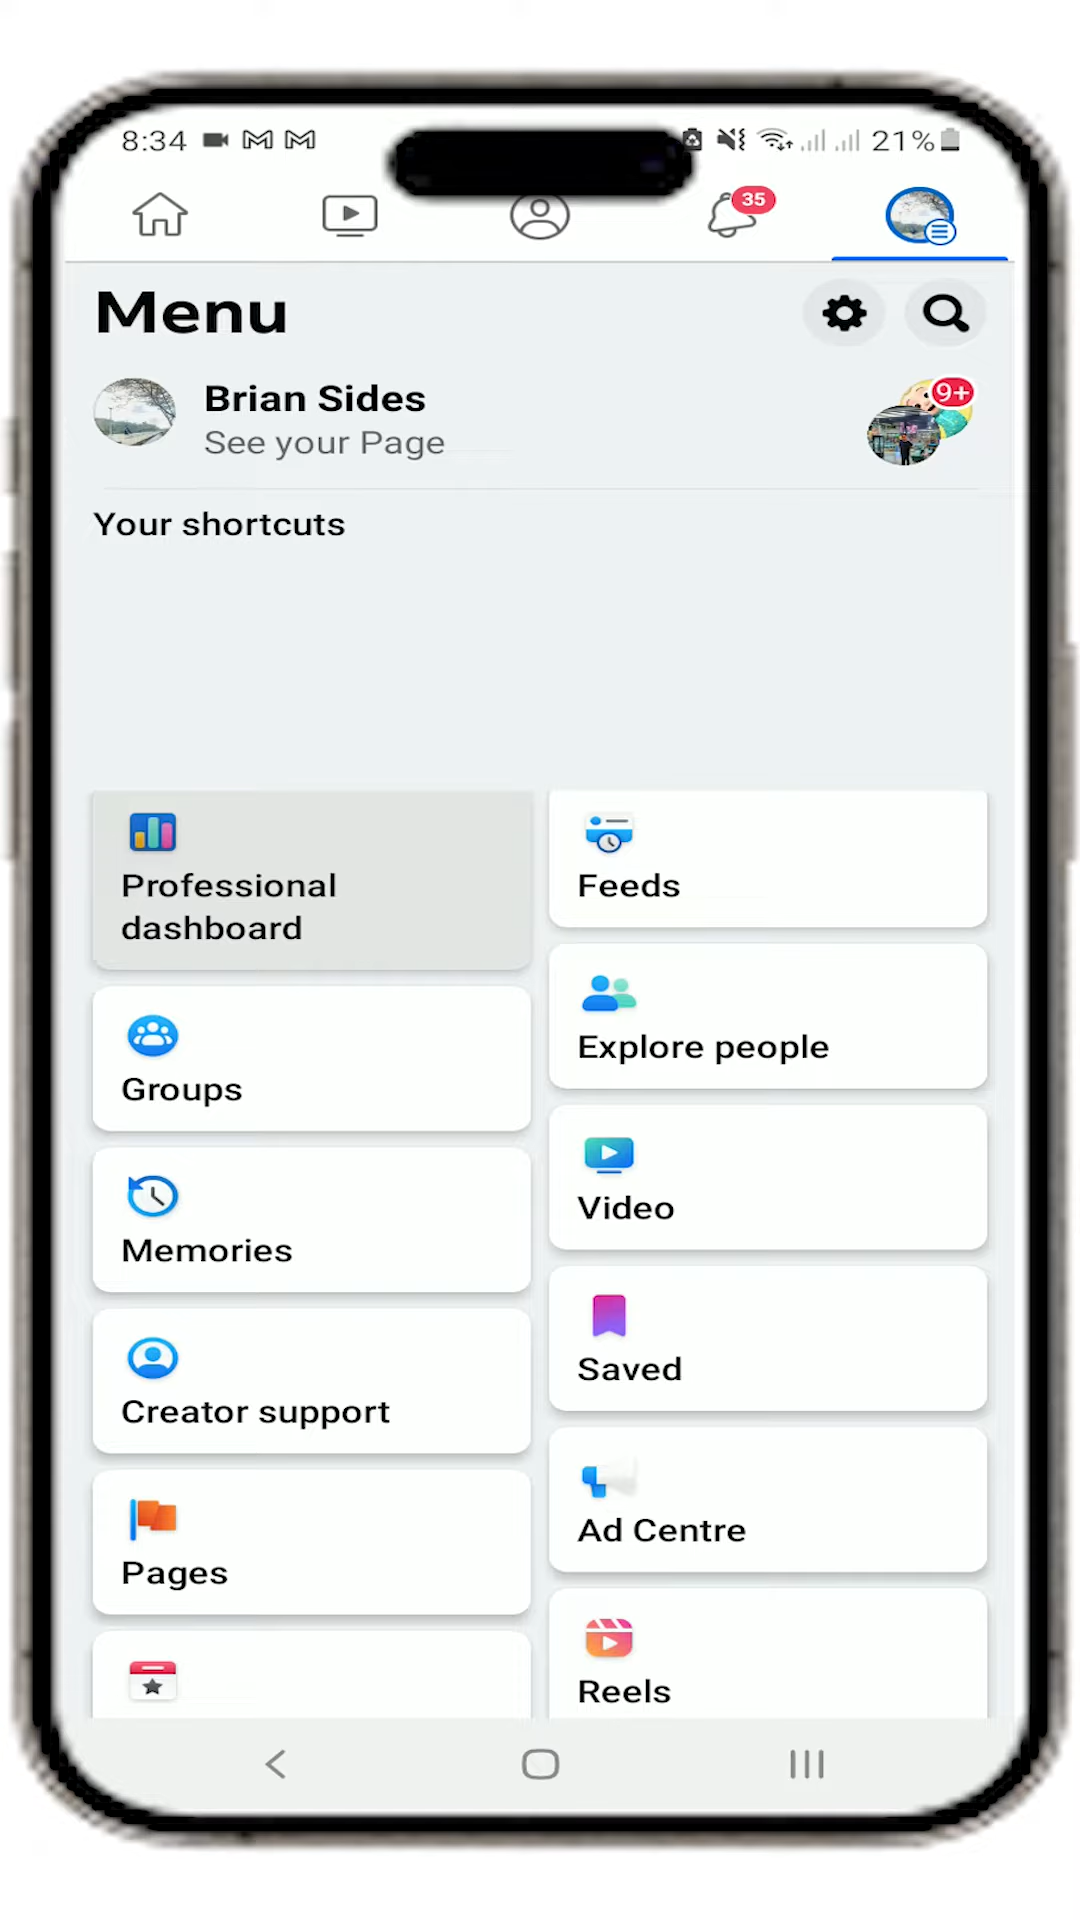 8:34
21%
35
Menu
Brian Sides
See your Page
9+
Your shortcuts
Professional
dashboard
Feeds
Groups
Explore people
Memories
Video
Creator support
Saved
Pages
Ad Centre
Reels